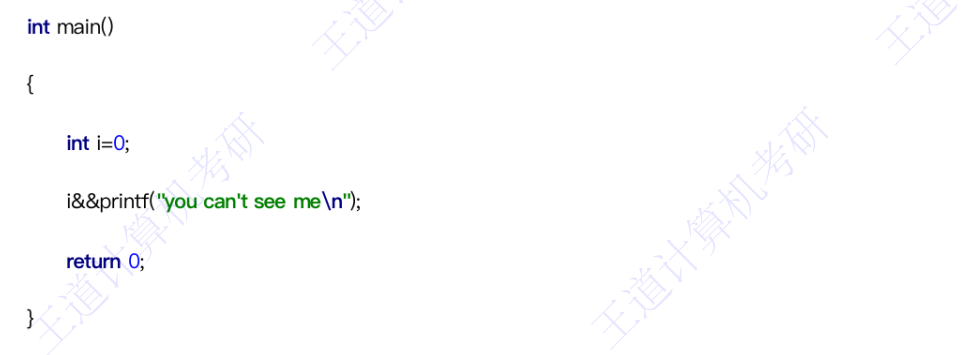 int main()
{
int i=0;
i&&printf("you can't see me\n");
return 0;
}
王道计算机考研
王道计算机考研
王道
王道